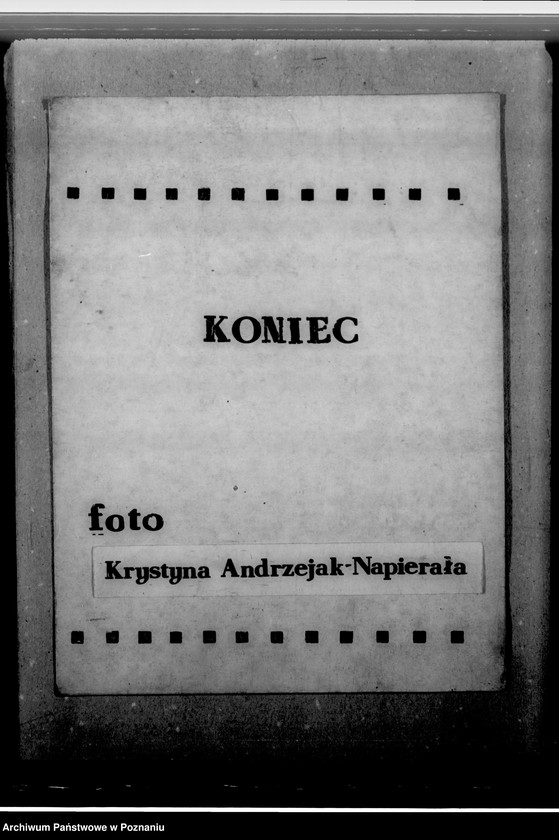 KONIEC
foto
Krystyna Andrzejak-Napierała
Archiwum Państwowe w Poznaniu